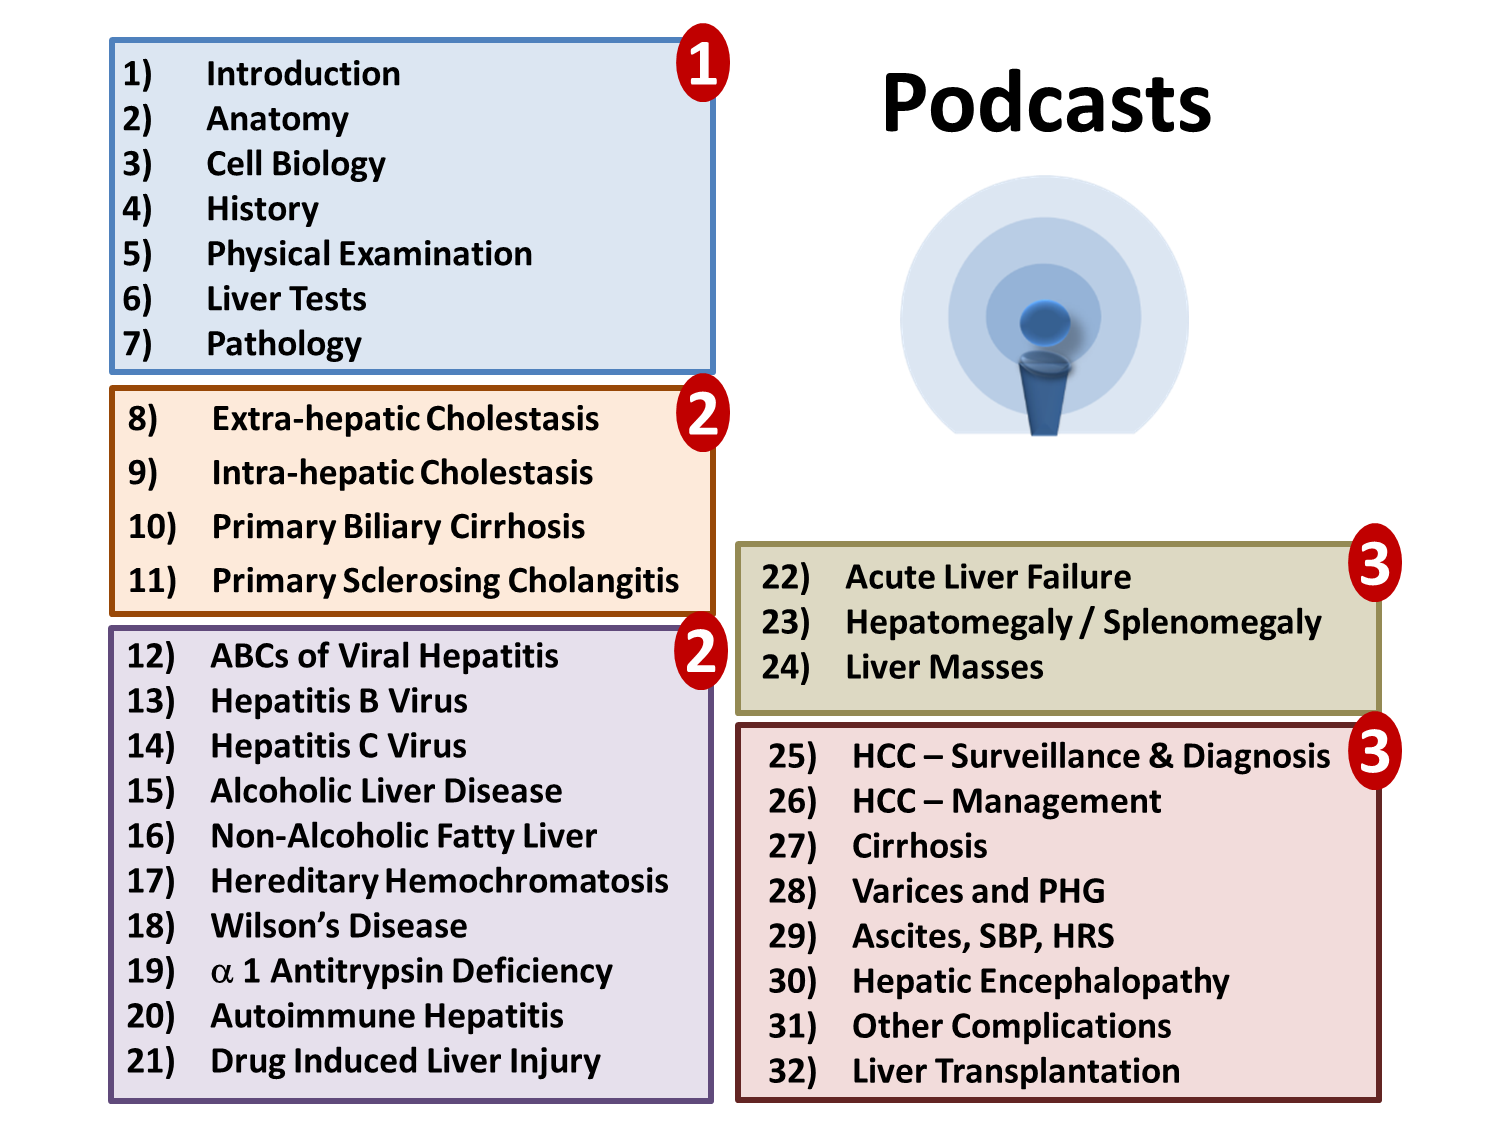 Podcasts
1
1) Introduction
2) Anatomy
3) Cell Biology
4) History
5) Physical Examination
6) Liver Tests
7) Pathology
2
8) Extra-hepatic Cholestasis
9) Intra-hepatic Cholestasis
10) Primary Biliary Cirrhosis
11) Primary Sclerosing Cholangitis
2
12) ABCs of Viral Hepatitis
13) Hepatitis B Virus
14) Hepatitis C Virus
15) Alcoholic Liver Disease
16) Non-Alcoholic Fatty Liver
17) Hereditary Hemochromatosis
18) Wilson’s Disease
19) α 1 Antitrypsin Deficiency
20) Autoimmune Hepatitis
21) Drug Induced Liver Injury
3
22) Acute Liver Failure
23) Hepatomegaly / Splenomegaly
24) Liver Masses
3
25) HCC – Surveillance & Diagnosis
26) HCC – Management
27) Cirrhosis
28) Varices and PHG
29) Ascites, SBP, HRS
30) Hepatic Encephalopathy
31) Other Complications
32) Liver Transplantation